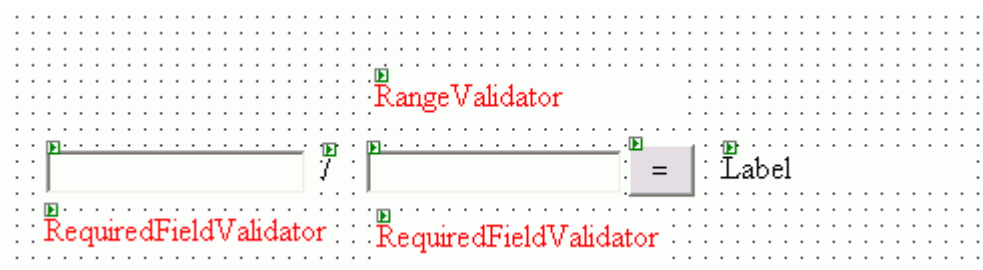 RangeValidator
/ = Label
RequiredFieldValidator RequiredFieldValidator